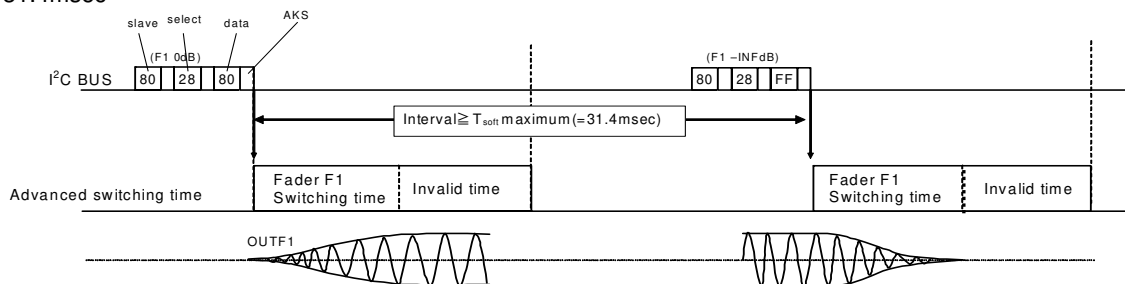 slave select data AKS
(F1 0dB) (F1 –INFdB)
I²C BUS 80 28 80 80 28 FF
Interval≧ Tsoft maximum(=31.4msec)
Advanced switching time Fader F1 Switching time Invalid time Fader F1 Switching time Invalid time
OUTF1